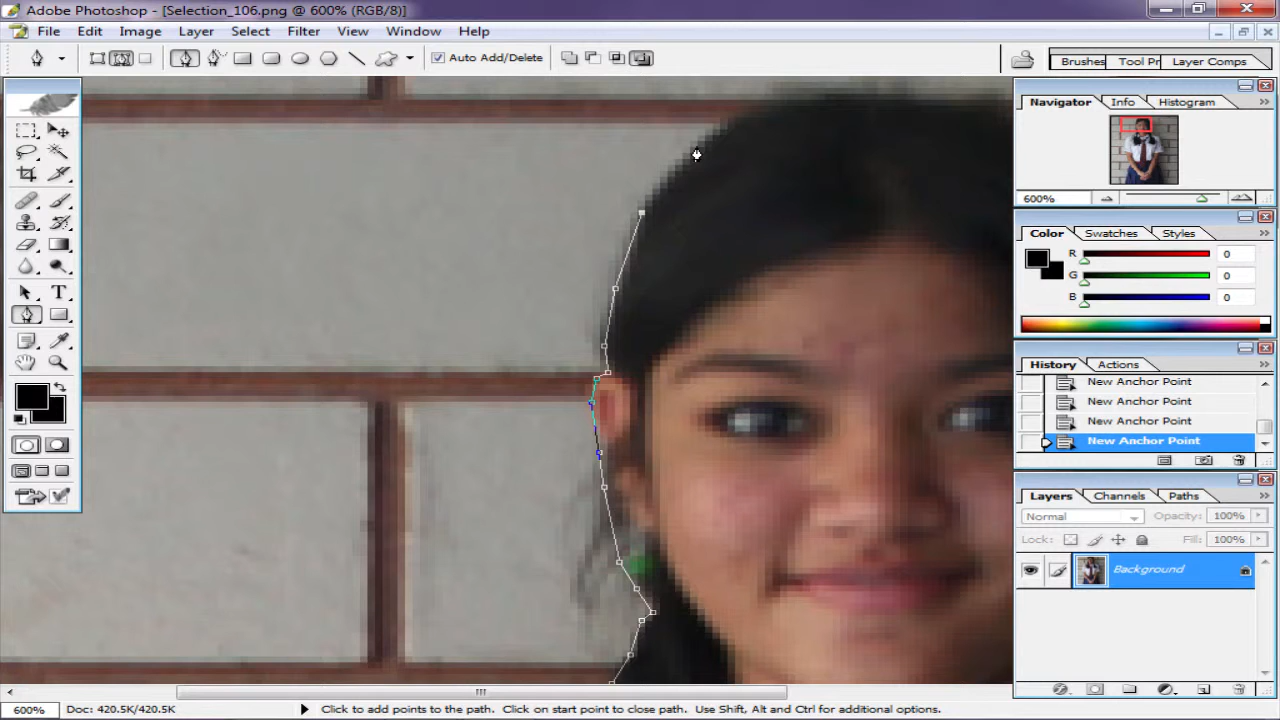 Adobe Photoshop - [Selection_106.png @ 600% (RGB/8)]
File Edit Image Layer Select Filter View Window Help
Auto Add/Delete
Brushes Tool Pr Layer Comps
Navigator Info Histogram
600%
Color Swatches Styles
R 0
G 0
B 0
History Actions
New Anchor Point
New Anchor Point
New Anchor Point
New Anchor Point
Layers Channels Paths
Normal Opacity: 100%
Lock: Fill: 100%
Background
600% Doc: 420.5K/420.5K Click to add points to the path. Click on start point to close path. Use Shift, Alt and Ctrl for additional options.